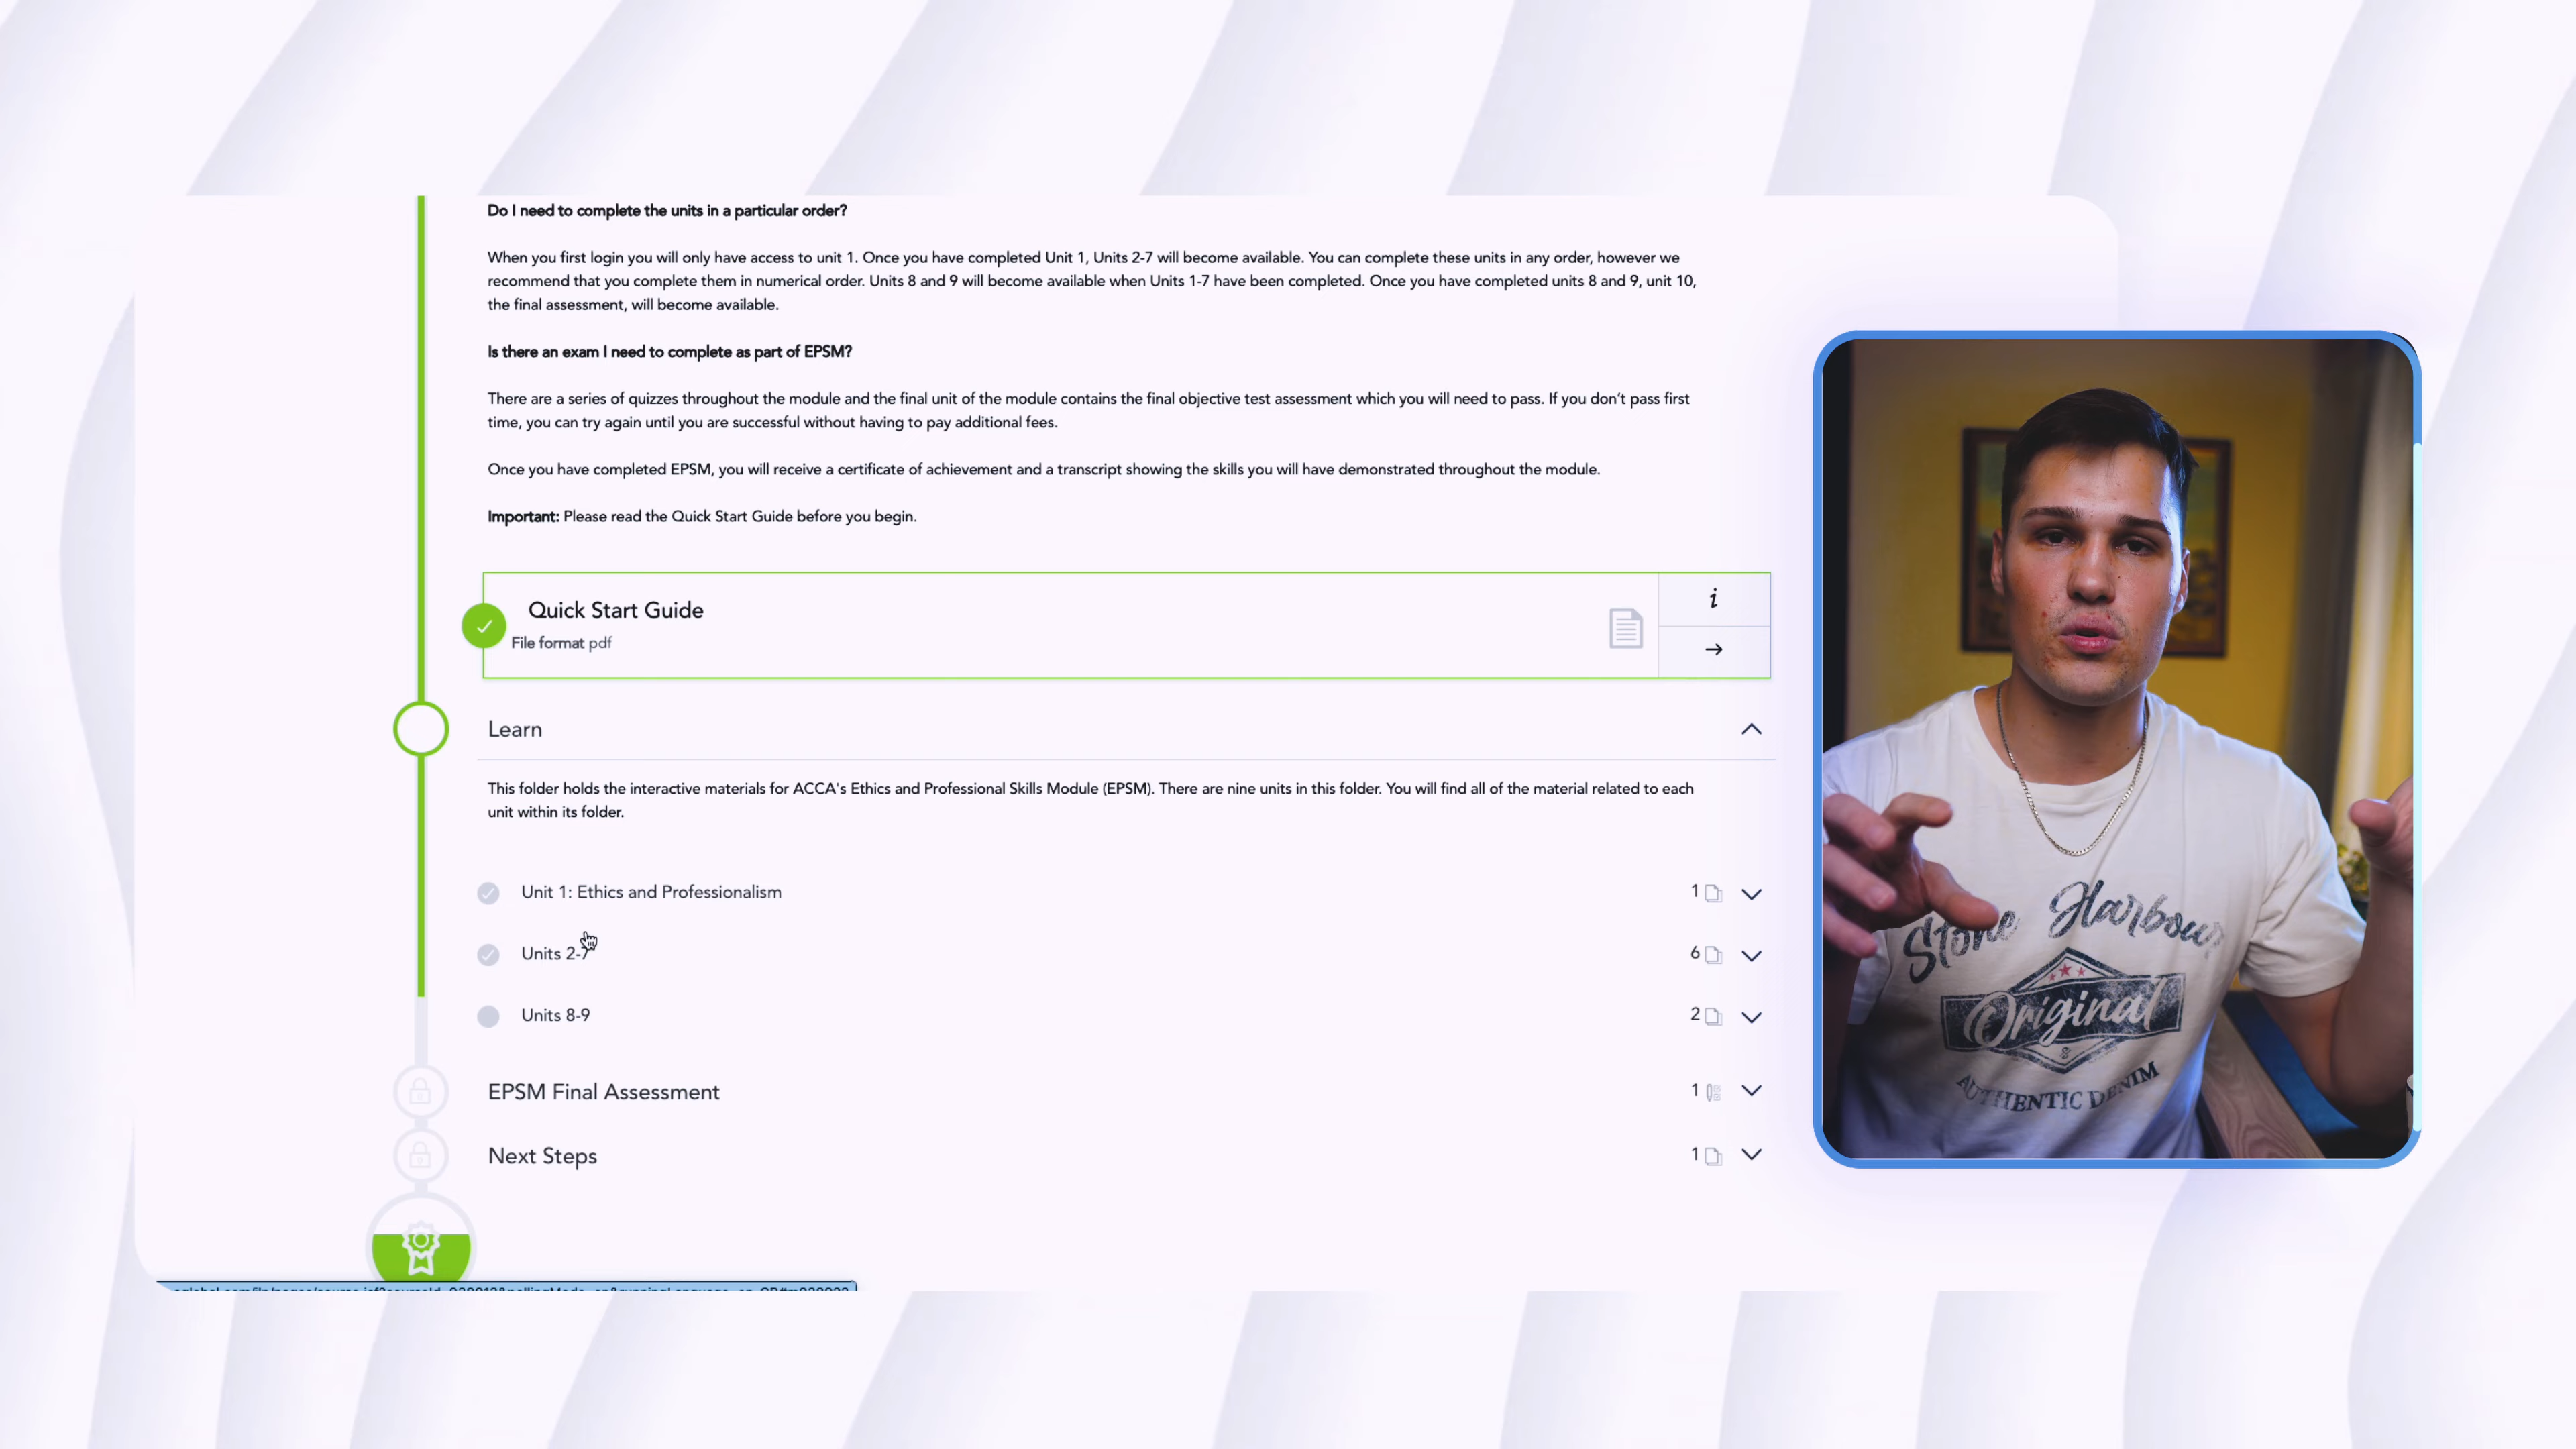 Do I need to complete the units in a particular order?
When you first login you will only have access to unit 1. Once you have completed Unit 1, Units 2-7 will become available. You can complete these units in any order, however we
recommend that you complete them in numerical order. Units 8 and 9 will become available when Units 1-7 have been completed. Once you have completed units 8 and 9, unit 10,
the final assessment, will become available.
Is there an exam I need to complete as part of EPSM?
There are a series of quizzes throughout the module and the final unit of the module contains the final objective test assessment which you will need to pass. If you don't pass first
time, you can try again until you are successful without having to pay additional fees.
Once you have completed EPSM, you will receive a certificate of achievement and a transcript showing the skills you will have demonstrated throughout the module.
Important: Please read the Quick Start Guide before you begin.
Quick Start Guide
File format pdf
i
Learn
This folder holds the interactive materials for ACCA's Ethics and Professional Skills Module (EPSM). There are nine units in this folder. You will find all of the material related to each
unit within its folder.
Unit 1: Ethics and Professionalism 1
Units 2-7 6
Units 8-9 2
EPSM Final Assessment 1
Next Steps 1
Stone Harbour
Original
AUTHENTIC DENIM